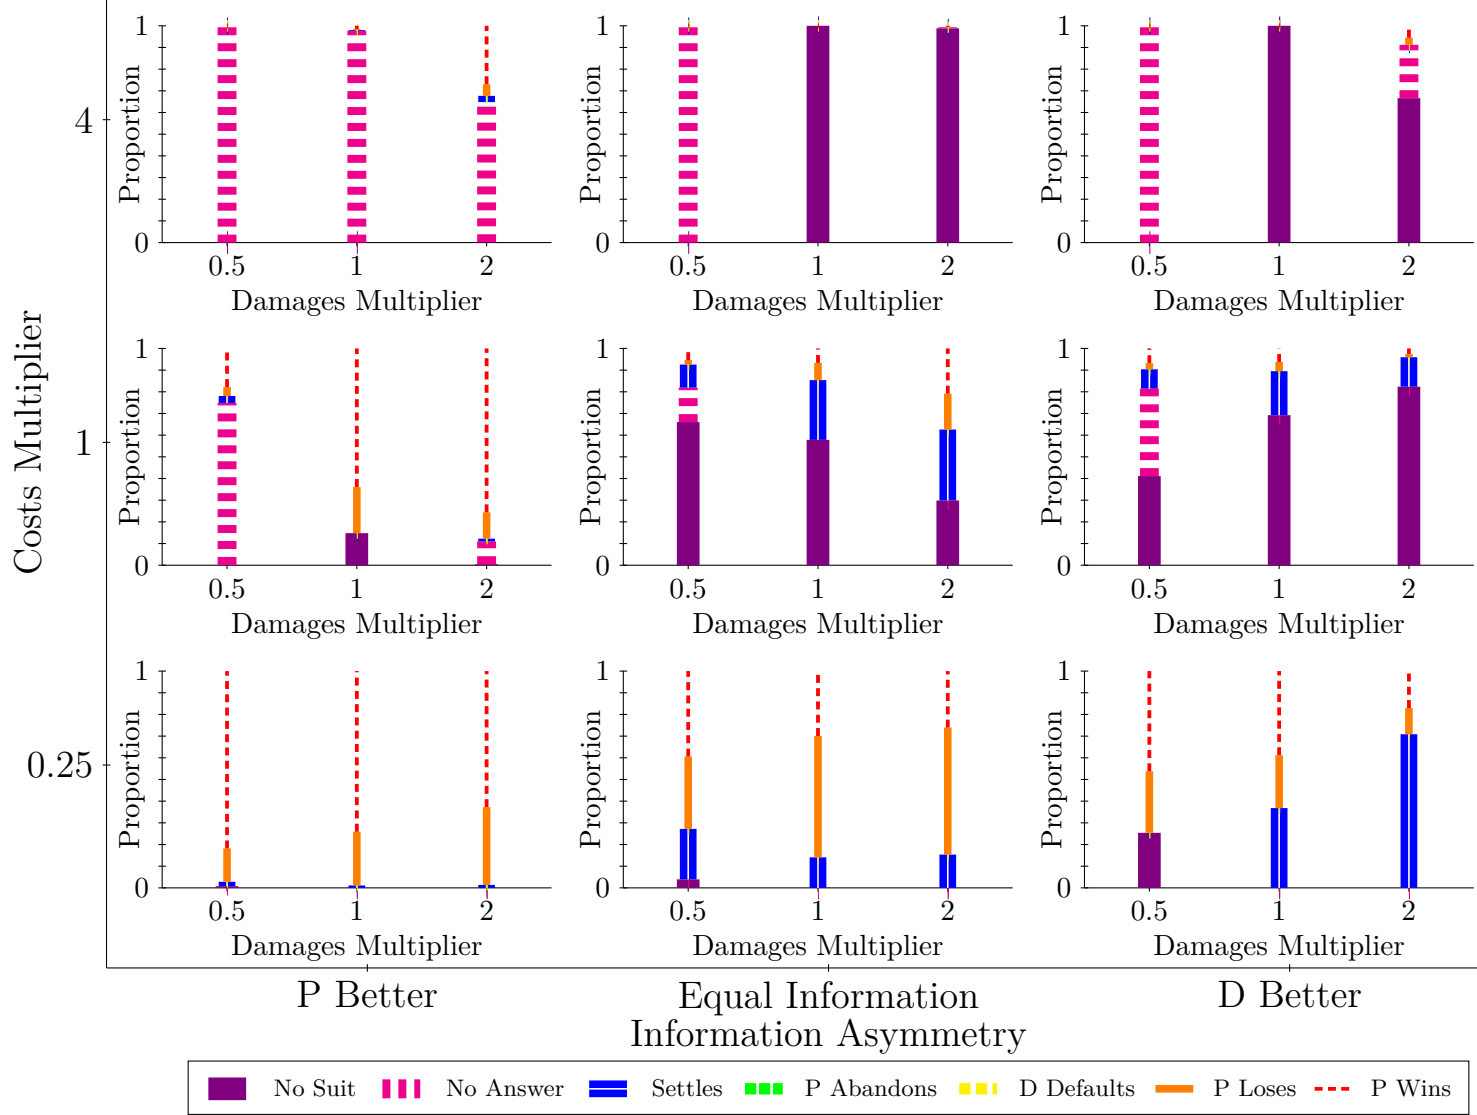 Costs Multiplier
4
1
0.25
Proportion
1
0
0.5 1 2
Damages Multiplier
Proportion
1
0
0.5 1 2
Damages Multiplier
Proportion
1
0
0.5 1 2
Damages Multiplier
Proportion
1
0
0.5 1 2
Damages Multiplier
Proportion
1
0
0.5 1 2
Damages Multiplier
Proportion
1
0
0.5 1 2
Damages Multiplier
Proportion
1
0
0.5 1 2
Damages Multiplier
Proportion
1
0
0.5 1 2
Damages Multiplier
Proportion
1
0
0.5 1 2
Damages Multiplier
P Better
Equal Information
D Better
Information Asymmetry
No Suit No Answer Settles P Abandons D Defaults P Loses P Wins